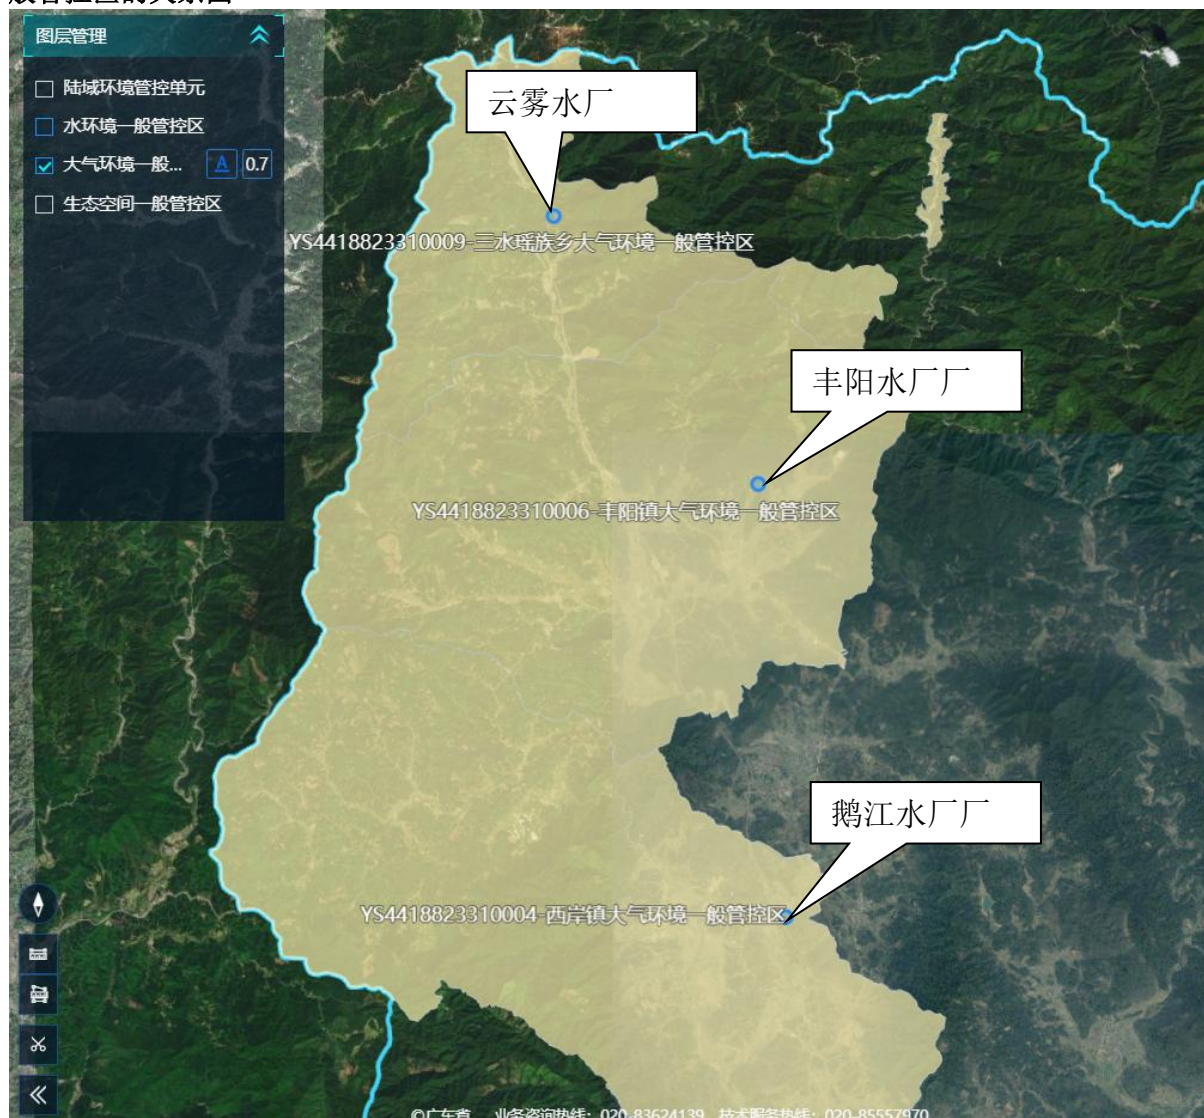 图层管理
陆域环境管控单元
水环境一般管控区
大气环境一般... A 0.7
生态空间一般管控区
云雾水厂
YS4418823310009-三水瑶族乡大气环境一般管控区
丰阳水厂厂
YS4418823310006-丰阳镇大气环境一般管控区
鹅江水厂厂
YS4418823310004-西岸镇大气环境一般管控区
©广东省 业务咨询热线：020-83624139 技术服务热线：020-85557970